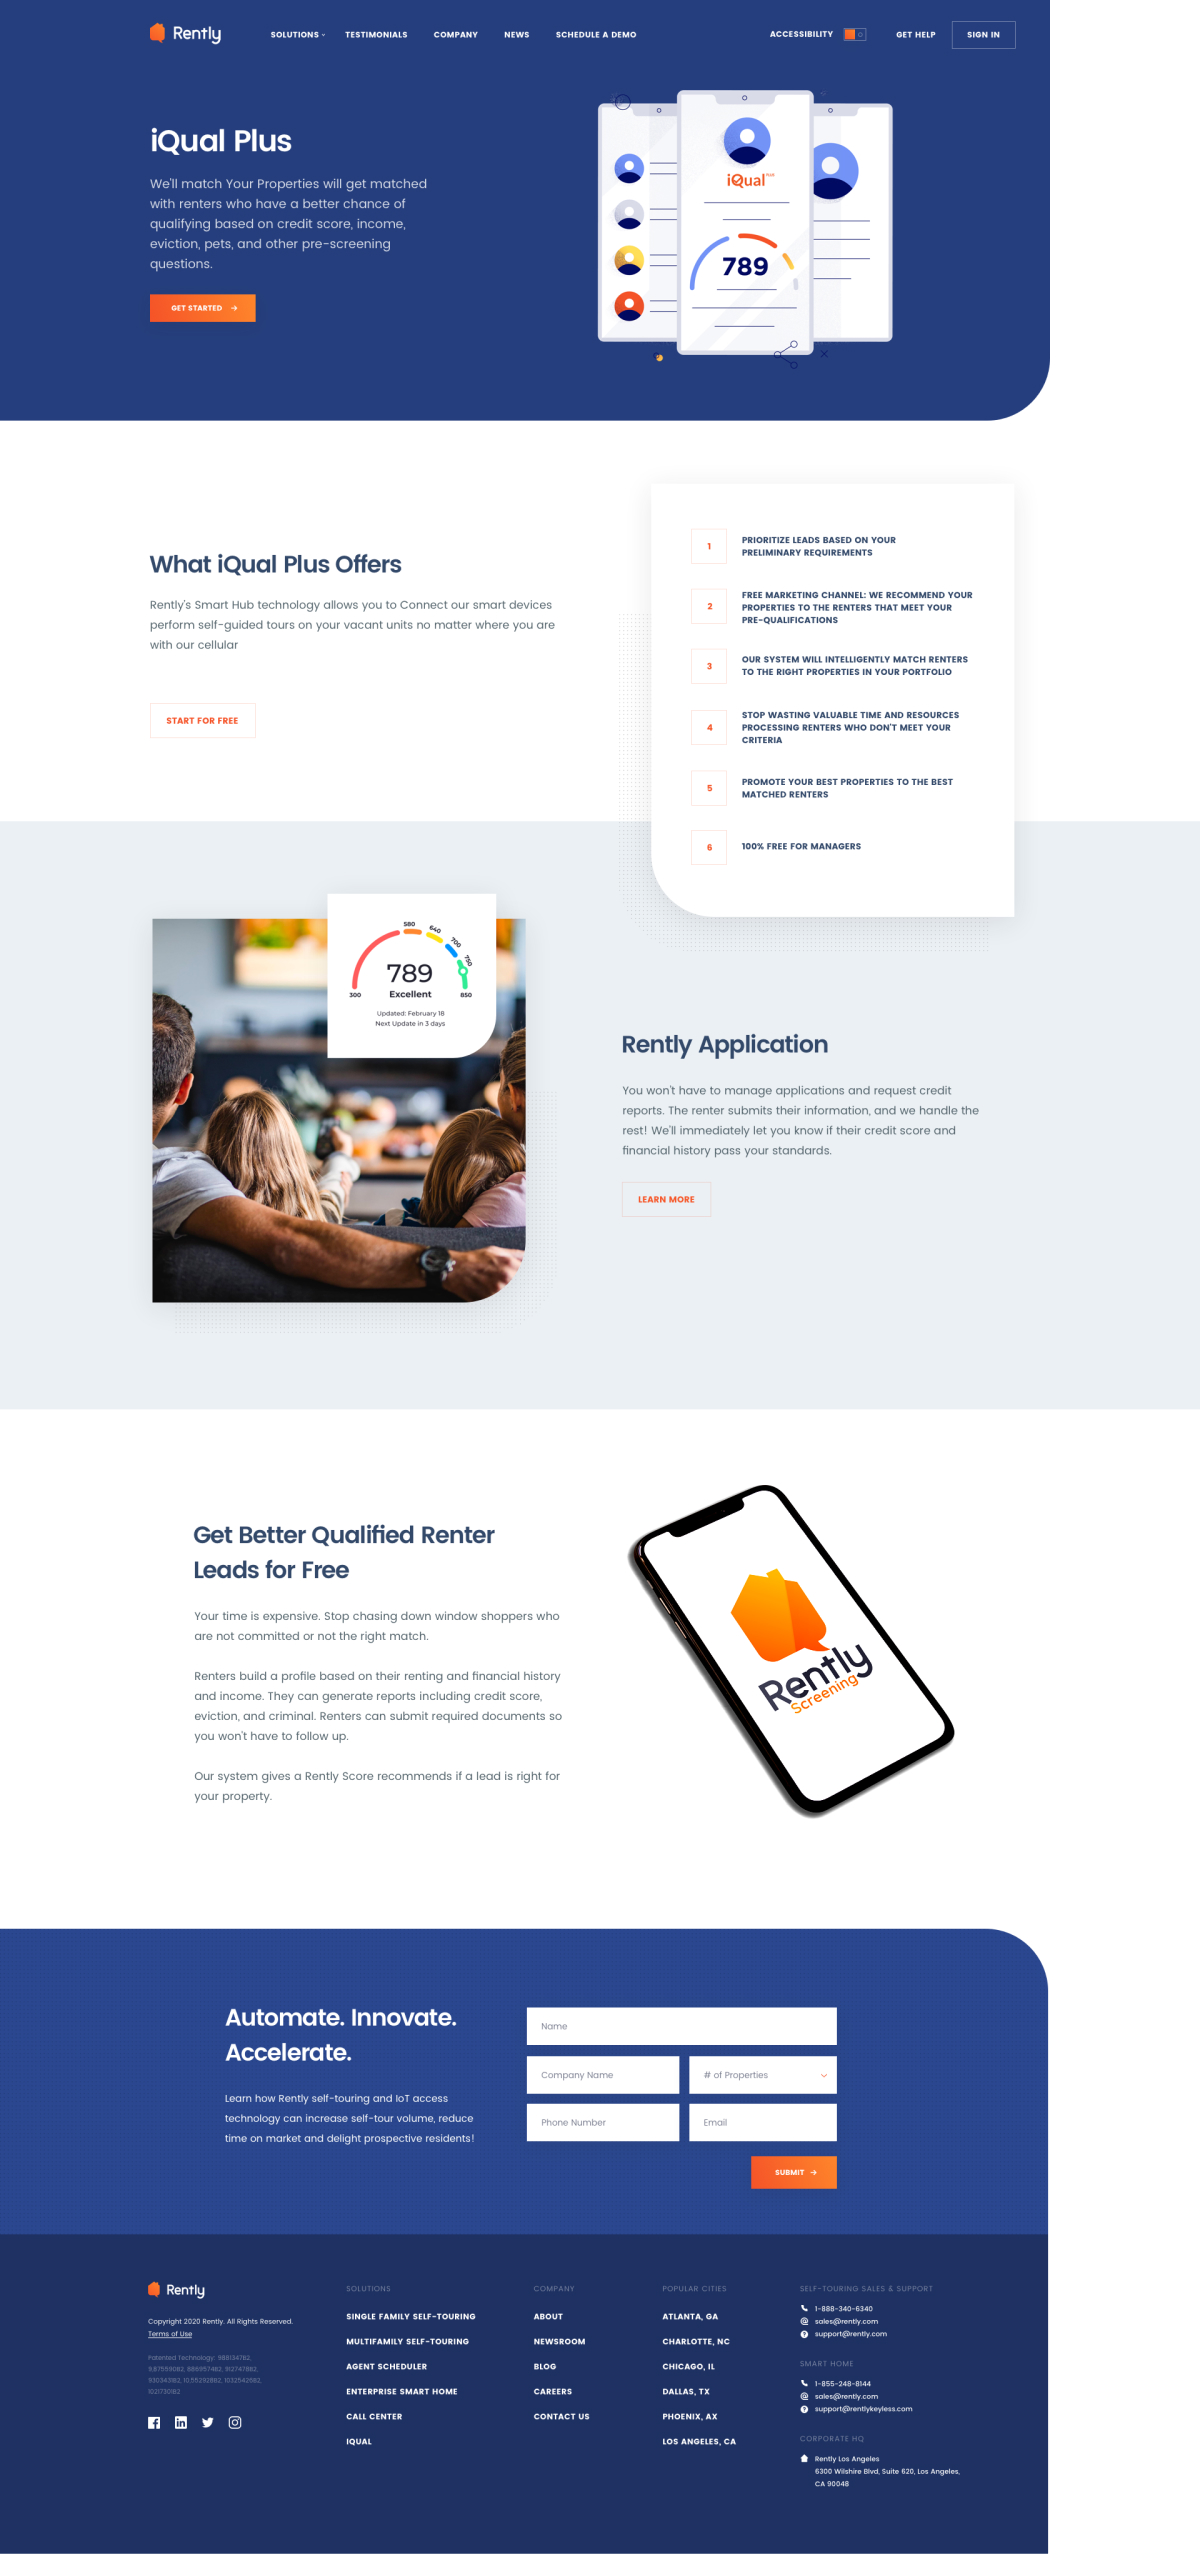 Rently
SOLUTIONS
TESTIMONIALS
COMPANY
NEWS
SCHEDULE A DEMO
ACCESSIBILITY
GET HELP
SIGN IN
iQual Plus
We'll match Your Properties will get matched
with renters who have a better chance of
qualifying based on credit score, income,
eviction, pets, and other pre-screening
questions.
GET STARTED
iQual PLUS
789
What iQual Plus Offers
Rently's Smart Hub technology allows you to Connect our smart devices
perform self-guided tours on your vacant units no matter where you are
with our cellular
START FOR FREE
1
PRIORITIZE LEADS BASED ON YOUR
PRELIMINARY REQUIREMENTS
2
FREE MARKETING CHANNEL: WE RECOMMEND YOUR
PROPERTIES TO THE RENTERS THAT MEET YOUR
PRE-QUALIFICATIONS
3
OUR SYSTEM WILL INTELLIGENTLY MATCH RENTERS
TO THE RIGHT PROPERTIES IN YOUR PORTFOLIO
4
STOP WASTING VALUABLE TIME AND RESOURCES
PROCESSING RENTERS WHO DON'T MEET YOUR
CRITERIA
5
PROMOTE YOUR BEST PROPERTIES TO THE BEST
MATCHED RENTERS
6
100% FREE FOR MANAGERS
580
640
700
750
789
300
Excellent
850
Updated: February 18
Next Update in 3 days
Rently Application
You won't have to manage applications and request credit
reports. The renter submits their information, and we handle the
rest! We'll immediately let you know if their credit score and
financial history pass your standards.
LEARN MORE
Get Better Qualified Renter
Leads for Free
Your time is expensive. Stop chasing down window shoppers who
are not committed or not the right match.
Renters build a profile based on their renting and financial history
and income. They can generate reports including credit score,
eviction, and criminal. Renters can submit required documents so
you won't have to follow up.
Our system gives a Rently Score recommends if a lead is right for
your property.
Rently
Screening
Automate. Innovate.
Accelerate.
Learn how Rently self-touring and IoT access
technology can increase self-tour volume, reduce
time on market and delight prospective residents!
Name
Company Name
# of Properties
Phone Number
Email
SUBMIT
Rently
Copyright 2020 Rently. All Rights Reserved.
Terms of Use
Patented Technology:
SOLUTIONS
SINGLE FAMILY SELF-TOURING
MULTIFAMILY SELF-TOURING
AGENT SCHEDULER
ENTERPRISE SMART HOME
CALL CENTER
IQUAL
COMPANY
ABOUT
NEWSROOM
BLOG
CAREERS
CONTACT US
POPULAR CITIES
ATLANTA, GA
CHARLOTTE, NC
CHICAGO, IL
DALLAS, TX
PHOENIX, AX
LOS ANGELES, CA
SELF-TOURING SALES & SUPPORT
1-888-340-6340
sales@rently.com
support@rently.com
SMART HOME
1-855-248-8144
sales@rently.com
support@rentlykeyless.com
CORPORATE HQ
Rently Los Angeles
6300 Wilshire Blvd, Suite 620, Los Angeles,
CA 90048